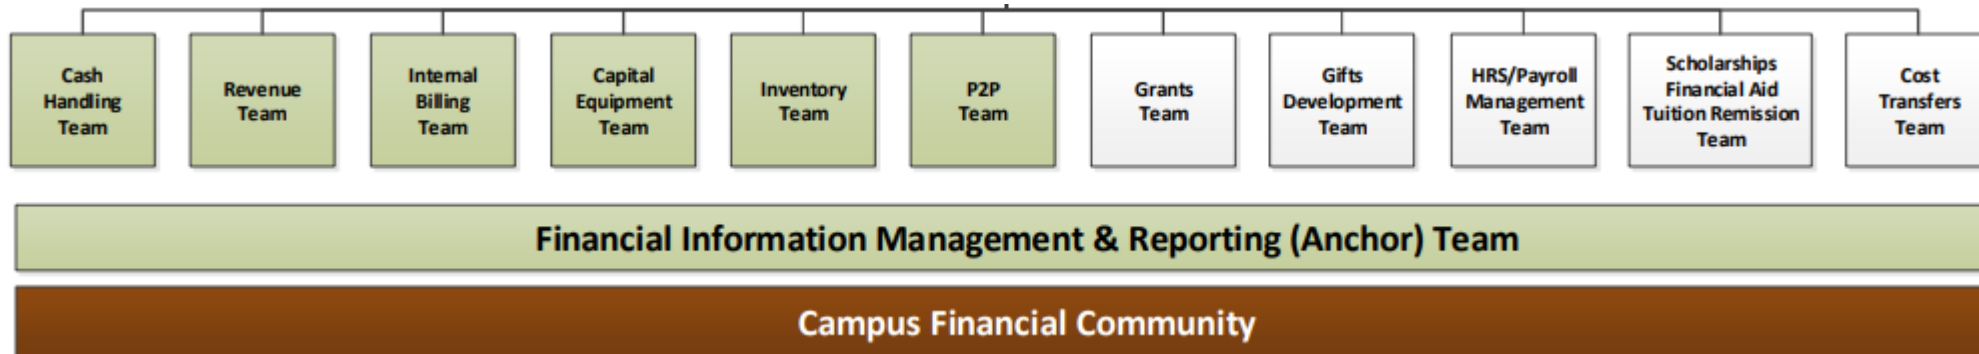 Cash
Handling
Team
Revenue
Team
Internal
Billing
Team
Capital
Equipment
Team
Inventory
Team
P2P
Team
Grants
Team
Gifts
Development
Team
HRS/Payroll
Management
Team
Scholarships
Financial Aid
Tuition Remission
Team
Cost
Transfers
Team
Financial Information Management & Reporting (Anchor) Team
Campus Financial Community